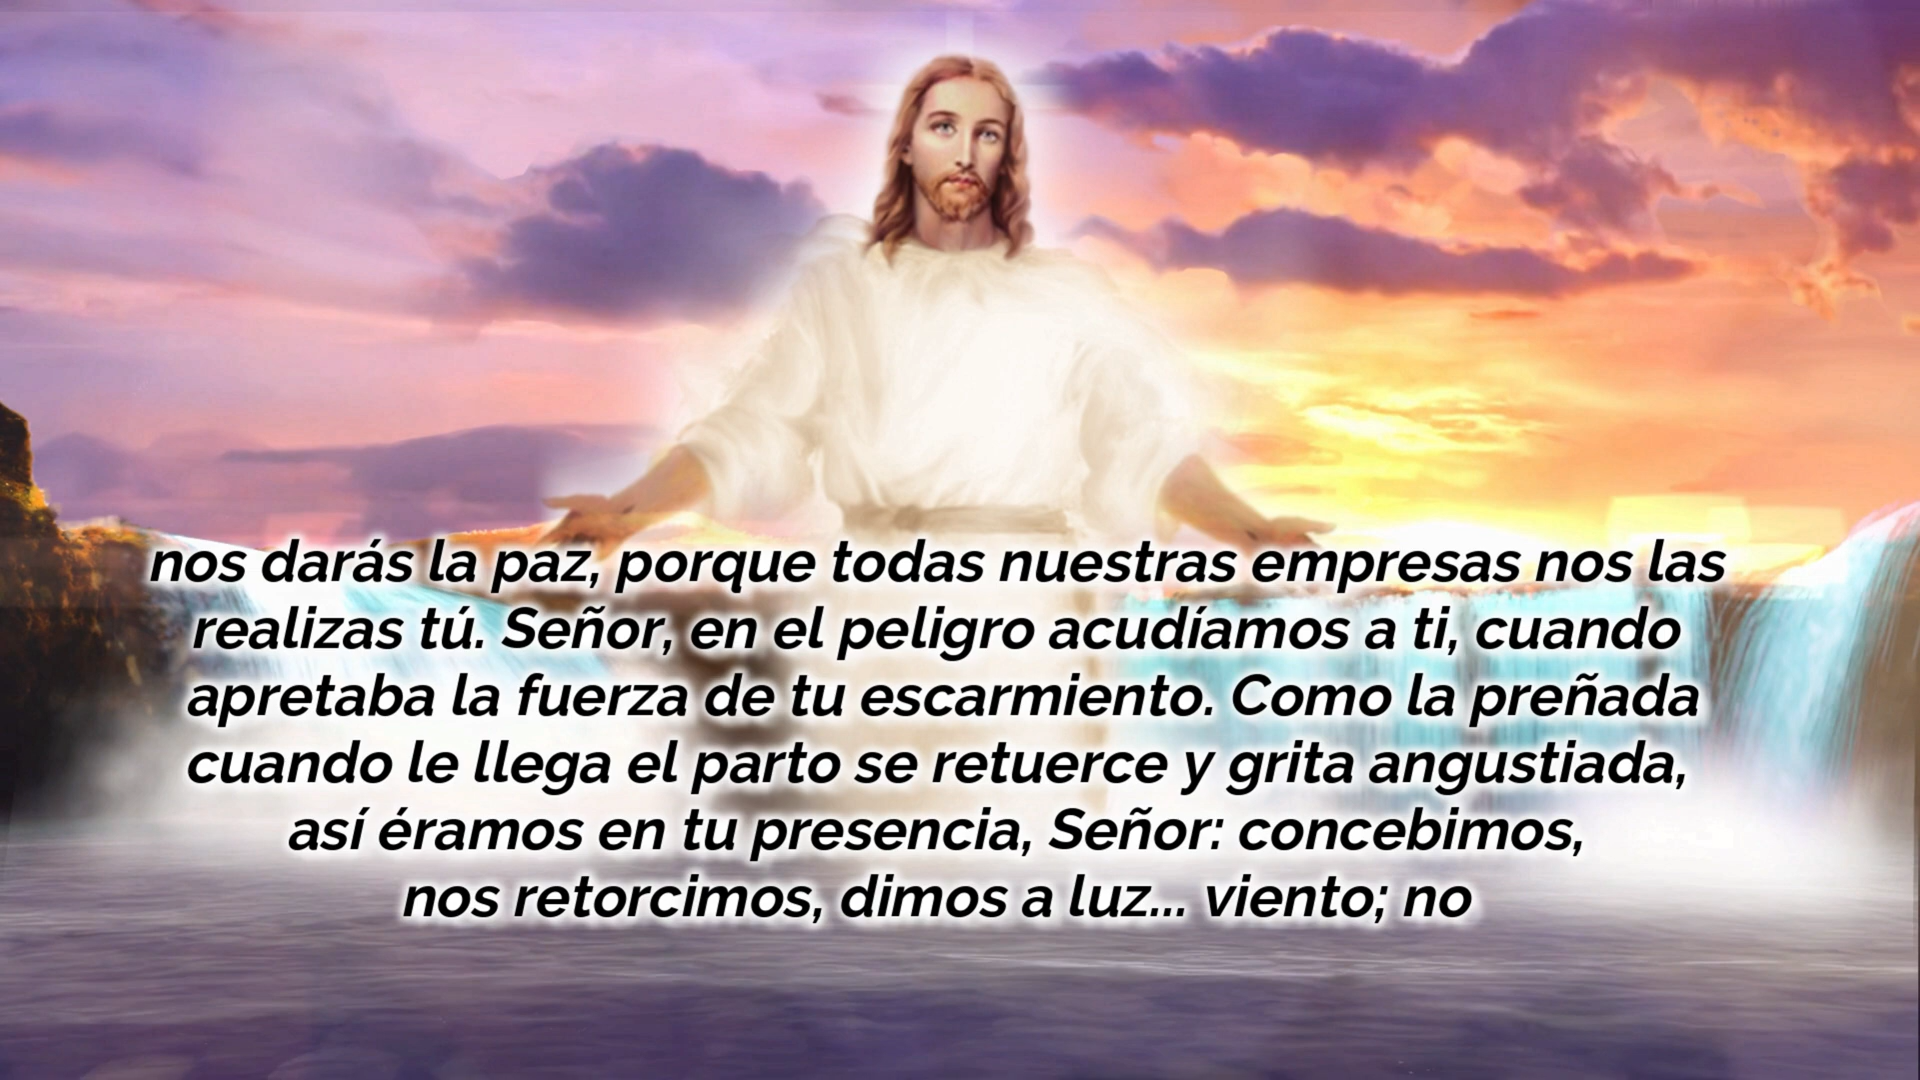 nos darás la paz, porque todas nuestras empresas nos las
realizas tú. Señor, en el peligro acudíamos a ti, cuando
apretaba la fuerza de tu escarmiento. Como la preñada
cuando le llega el parto se retuerce y grita angustiada,
así éramos en tu presencia, Señor: concebimos,
nos retorcimos, dimos a luz... viento; no